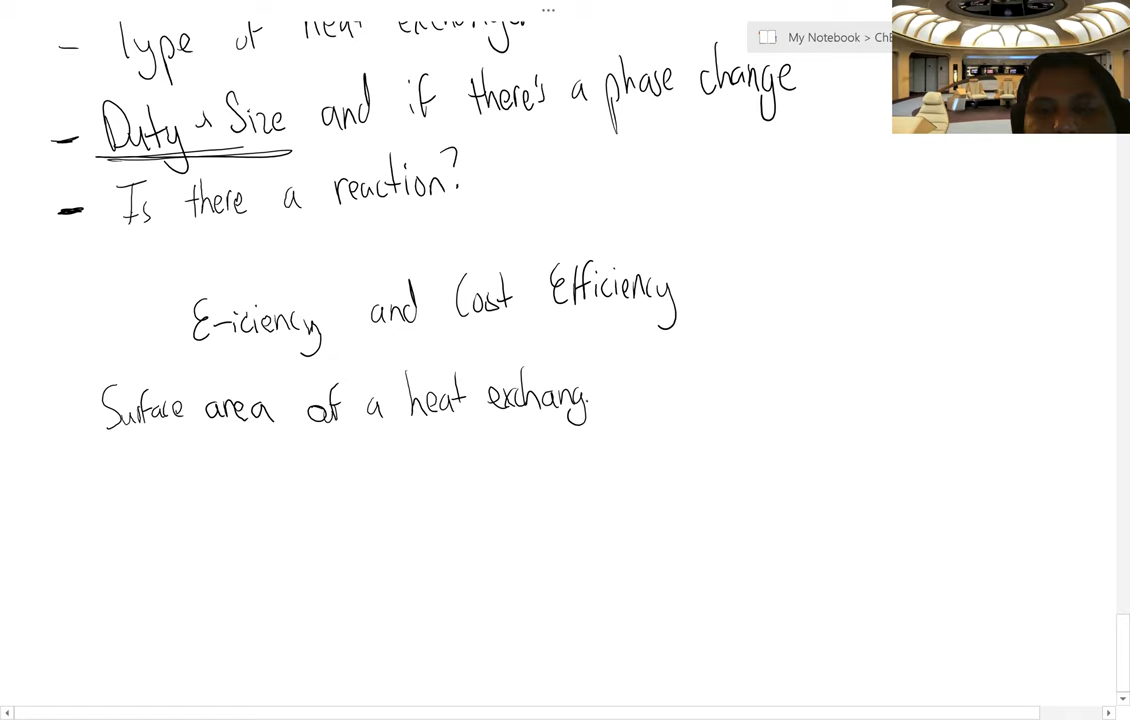 - Type of heat exchanger
My Notebook > Ch
- Duty & Size and if there's a phase change
- Is there a reaction?
E-iciency and Cost Efficiency
Surface area of a heat exchang.